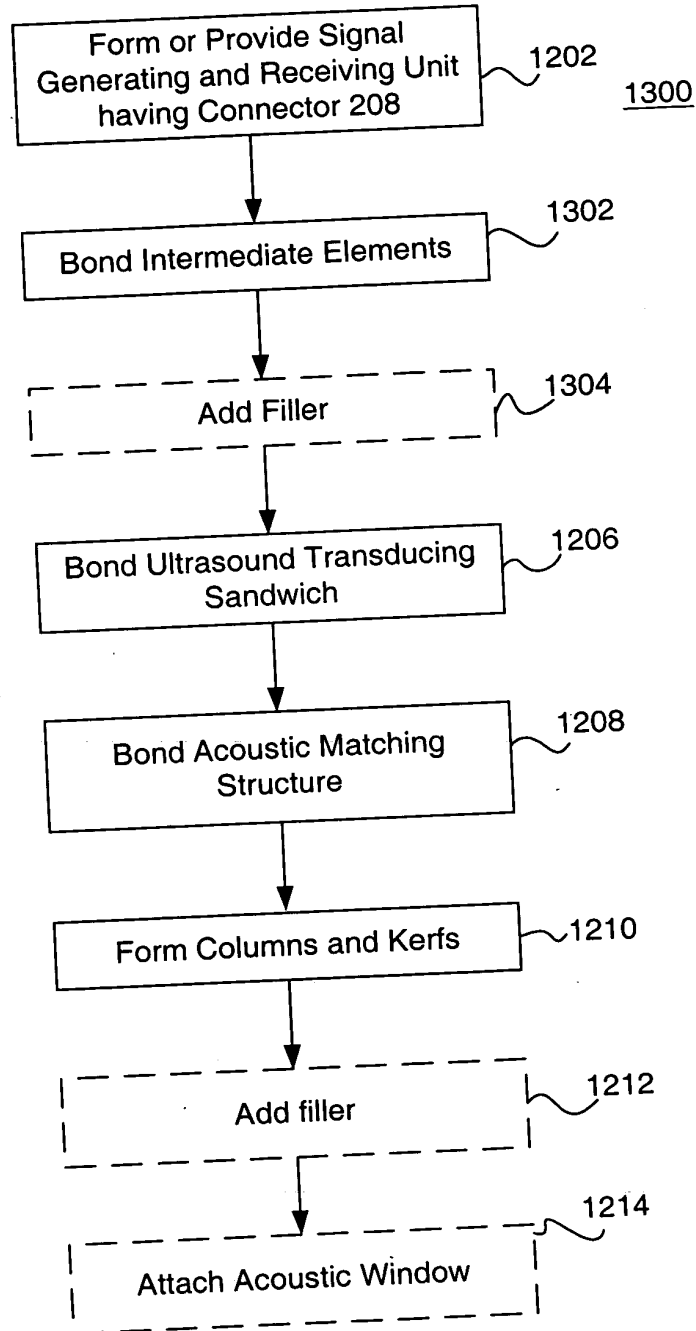 Form or Provide Signal
Generating and Receiving Unit
having Connector 208
1202
1300
1302
Bond Intermediate Elements
1304
Add Filler
1206
Bond Ultrasound Transducing
Sandwich
1208
Bond Acoustic Matching
Structure
1210
Form Columns and Kerfs
1212
Add filler
1214
Attach Acoustic Window